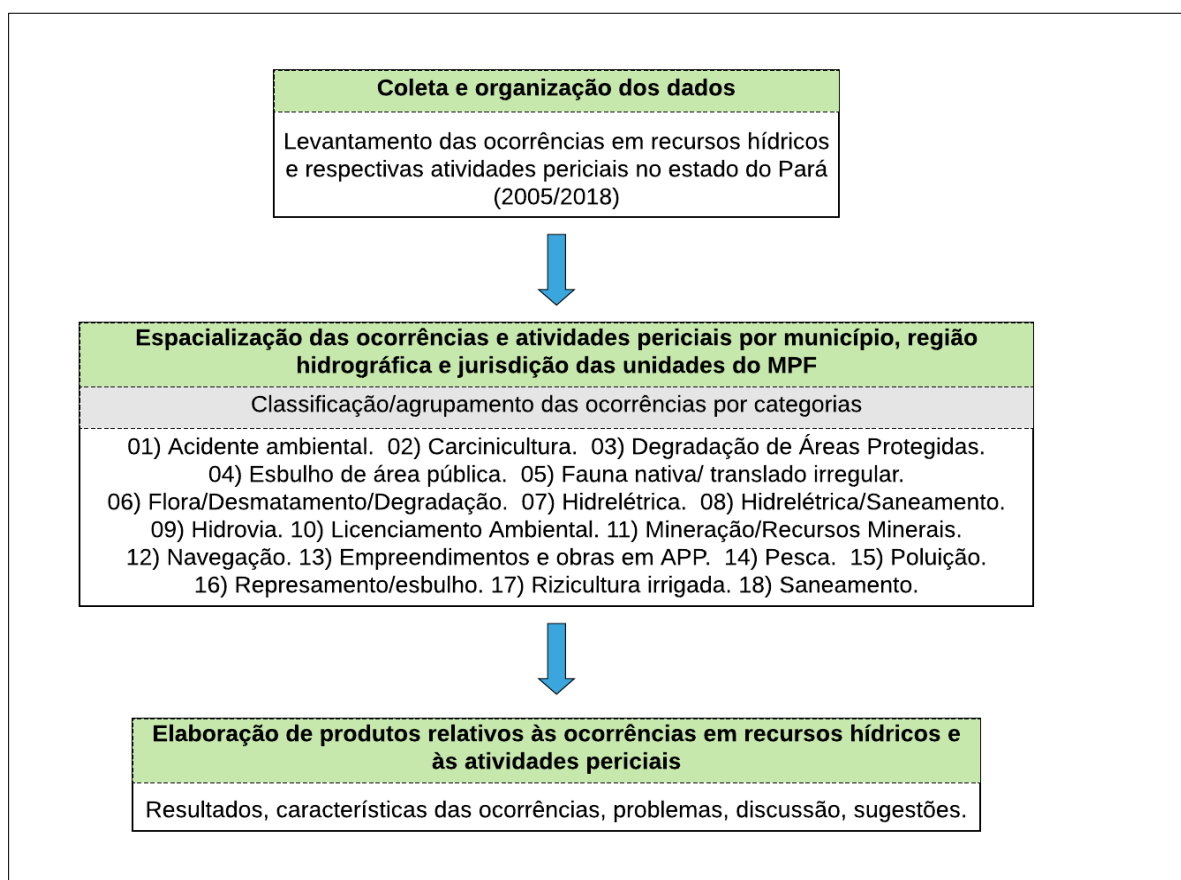 Coleta e organização dos dados
Levantamento das ocorrências em recursos hídricos
e respectivas atividades periciais no estado do Pará
(2005/2018)
Espacialização das ocorrências e atividades periciais por município, região
hidrográfica e jurisdição das unidades do MPF
Classificação/agrupamento das ocorrências por categorias
01) Acidente ambiental. 02) Carcinicultura. 03) Degradação de Áreas Protegidas.
04) Esbulho de área pública. 05) Fauna nativa/ translado irregular.
06) Flora/Desmatamento/Degradação. 07) Hidrelétrica. 08) Hidrelétrica/Saneamento.
09) Hidrovia. 10) Licenciamento Ambiental. 11) Mineração/Recursos Minerais.
12) Navegação. 13) Empreendimentos e obras em APP. 14) Pesca. 15) Poluição.
16) Represamento/esbulho. 17) Rizicultura irrigada. 18) Saneamento.
Elaboração de produtos relativos às ocorrências em recursos hídricos e
às atividades periciais
Resultados, características das ocorrências, problemas, discussão, sugestões.